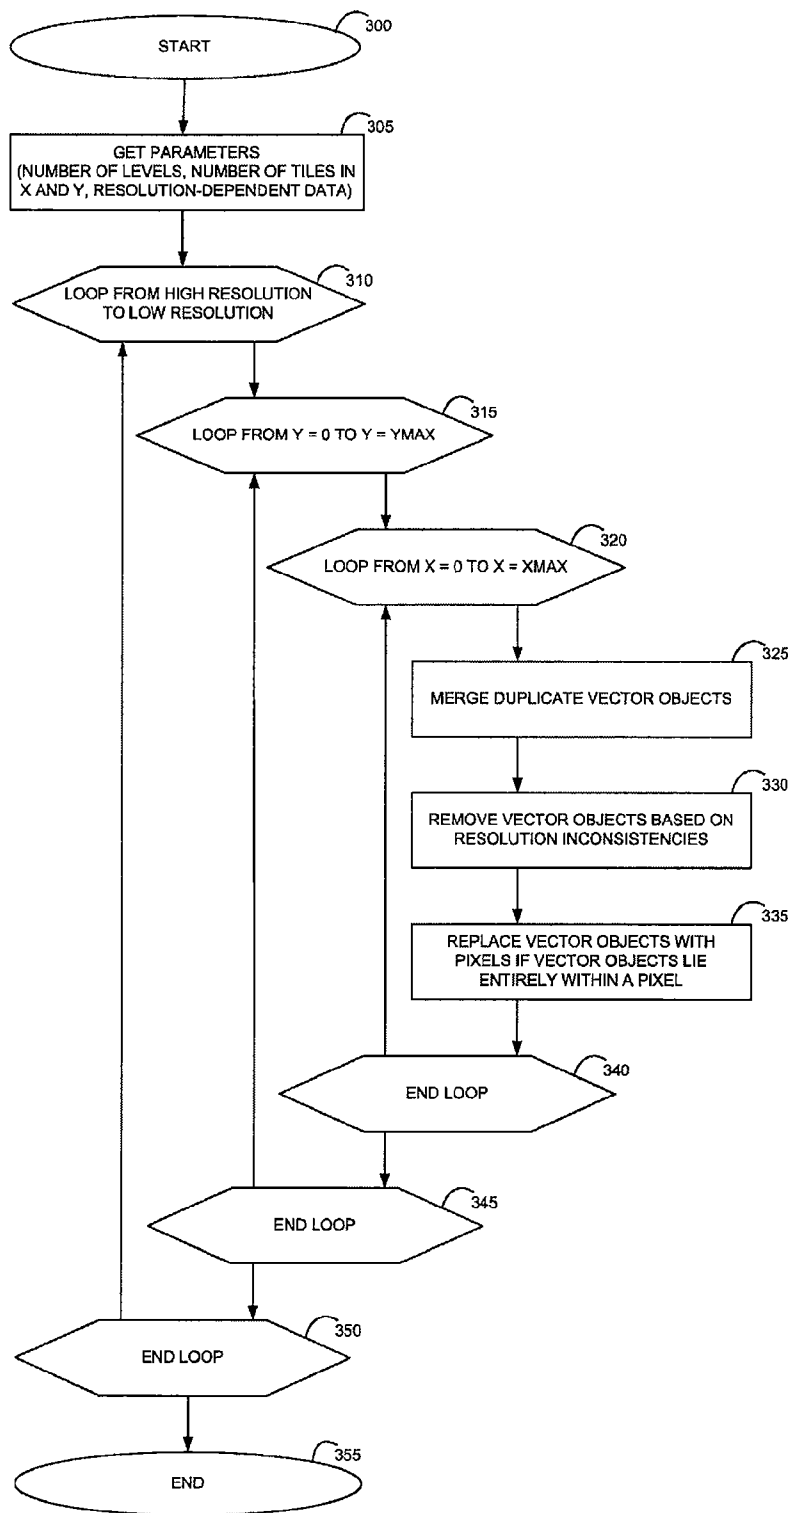 300
START
305
GET PARAMETERS
(NUMBER OF LEVELS, NUMBER OF TILES IN
X AND Y, RESOLUTION-DEPENDENT DATA)
310
LOOP FROM HIGH RESOLUTION
TO LOW RESOLUTION
315
LOOP FROM Y = 0 TO Y = YMAX
320
LOOP FROM X = 0 TO X = XMAX
325
MERGE DUPLICATE VECTOR OBJECTS
330
REMOVE VECTOR OBJECTS BASED ON
RESOLUTION INCONSISTENCIES
335
REPLACE VECTOR OBJECTS WITH
PIXELS IF VECTOR OBJECTS LIE
ENTIRELY WITHIN A PIXEL
340
END LOOP
345
END LOOP
350
END LOOP
355
END